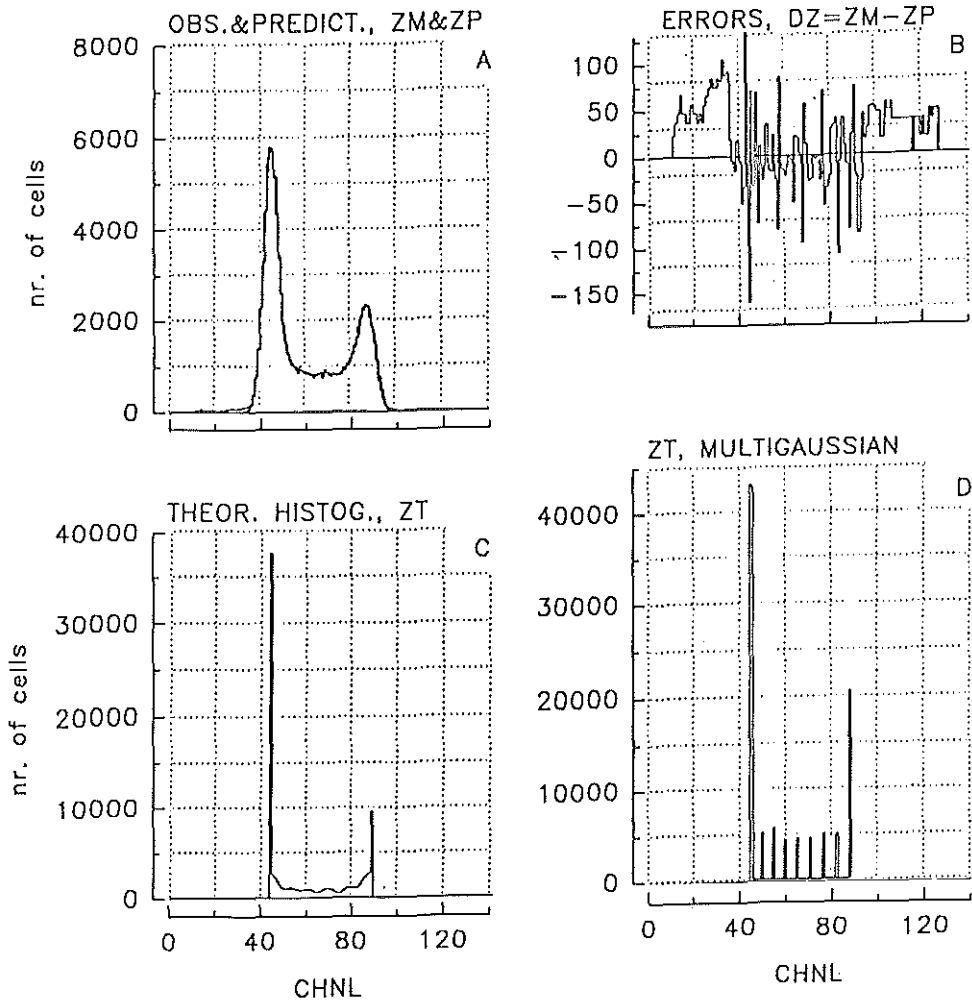 OBS.&PREDICT., ZM&ZP
A
8000
6000
4000
2000
0
nr. of cells
ERRORS, DZ=ZM-ZP
B
100
50
0
-50
-100
-150
THEOR. HISTOG., ZT
C
40000
30000
20000
10000
0
nr. of cells
0 40 80 120
CHNL
ZT, MULTIGAUSSIAN
D
40000
30000
20000
10000
0
0 40 80 120
CHNL